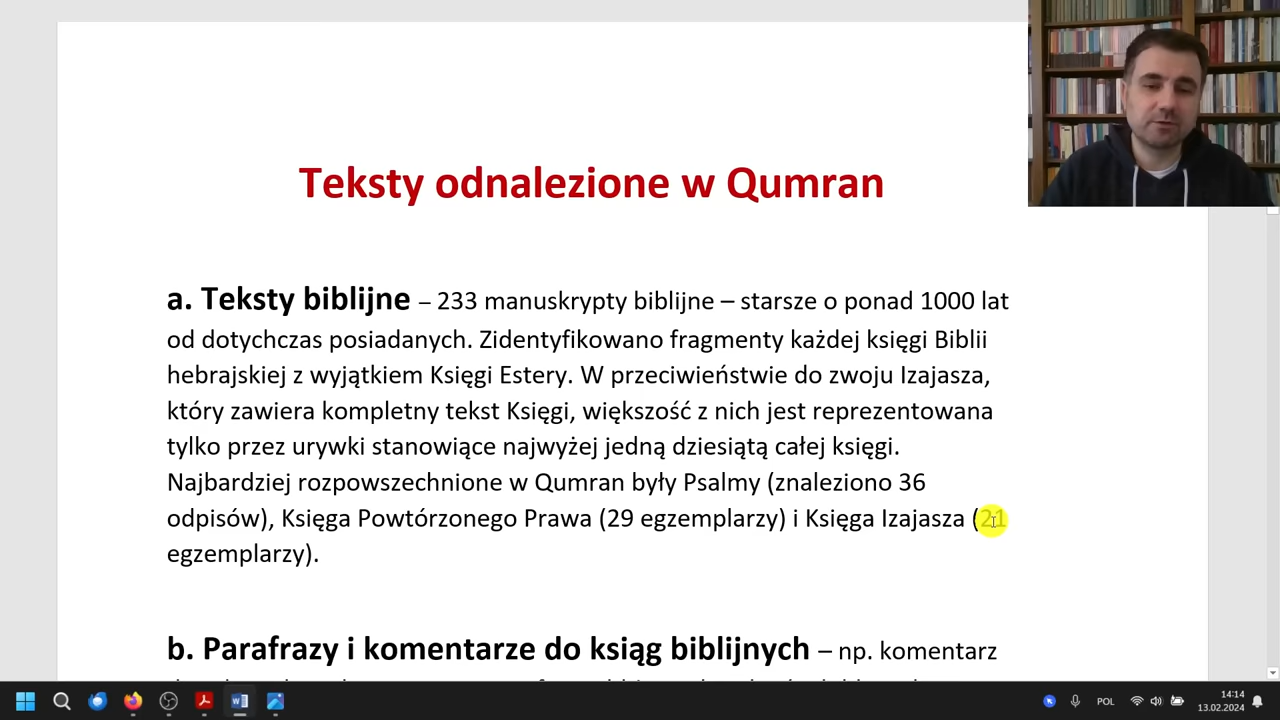 Teksty odnalezione w Qumran
a. Teksty biblijne – 233 manuskrypty biblijne – starsze o ponad 1000 lat
od dotychczas posiadanych. Zidentyfikowano fragmenty każdej księgi Biblii
hebrajskiej z wyjątkiem Księgi Estery. W przeciwieństwie do zwoju Izajasza,
który zawiera kompletny tekst Księgi, większość z nich jest reprezentowana
tylko przez urywki stanowiące najwyżej jedną dziesiątą całej księgi.
Najbardziej rozpowszechnione w Qumran były Psalmy (znaleziono 36
odpisów), Księga Powtórzonego Prawa (29 egzemplarzy) i Księga Izajasza (21
egzemplarzy).
b. Parafrazy i komentarze do ksiąg biblijnych – np. komentarz
POL
14:14
13.02.2024